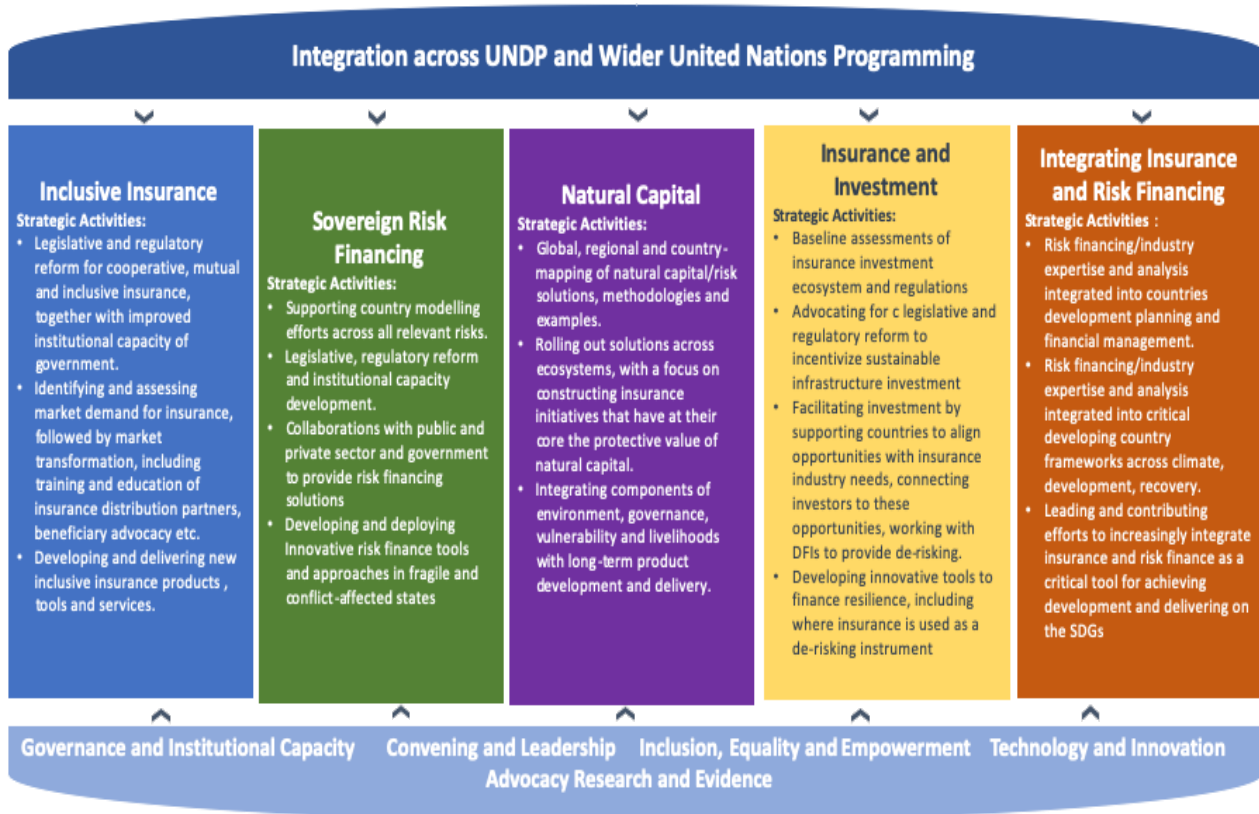 Integration across UNDP and Wider United Nations Programming
Inclusive Insurance
Strategic Activities:
• Legislative and regulatory
reform for cooperative, mutual
and inclusive insurance,
together with improved
institutional capacity of
government.
• Identifying and assessing
market demand for insurance,
followed by market
transformation, including
training and education of
insurance distribution partners,
beneficiary advocacy etc.
• Developing and delivering new
inclusive insurance products ,
tools and services.
Sovereign Risk
Financing
Strategic Activities:
• Supporting country modelling
efforts across all relevant risks.
• Legislative, regulatory reform
and institutional capacity
development.
• Collaborations with public and
private sector and government
to provide risk financing
solutions
• Developing and deploying
Innovative risk finance tools
and approaches in fragile and
conflict-affected states
Natural Capital
Strategic Activities:
• Global, regional and country-
mapping of natural capital/risk
solutions, methodologies and
examples.
• Rolling out solutions across
ecosystems, with a focus on
constructing insurance
initiatives that have at their
core the protective value of
natural capital.
• Integrating components of
environment, governance,
vulnerability and livelihoods
with long-term product
development and delivery.
Insurance and
Investment
Strategic Activities:
• Baseline assessments of
insurance investment
ecosystem and regulations
• Advocating for c legislative and
regulatory reform to
incentivize sustainable
infrastructure investment
• Facilitating investment by
supporting countries to align
opportunities with insurance
industry needs, connecting
investors to these
opportunities, working with
DFIs to provide de-risking.
• Developing innovative tools to
finance resilience, including
where insurance is used as a
de-risking instrument
Integrating Insurance
and Risk Financing
Strategic Activities :
• Risk financing/industry
expertise and analysis
integrated into countries
development planning and
financial management.
• Risk financing/industry
expertise and analysis
integrated into critical
developing country
frameworks across climate,
development, recovery.
• Leading and contributing
efforts to increasingly integrate
insurance and risk finance as a
critical tool for achieving
development and delivering on
the SDGs
Governance and Institutional Capacity Convening and Leadership Inclusion, Equality and Empowerment Technology and Innovation
Advocacy Research and Evidence